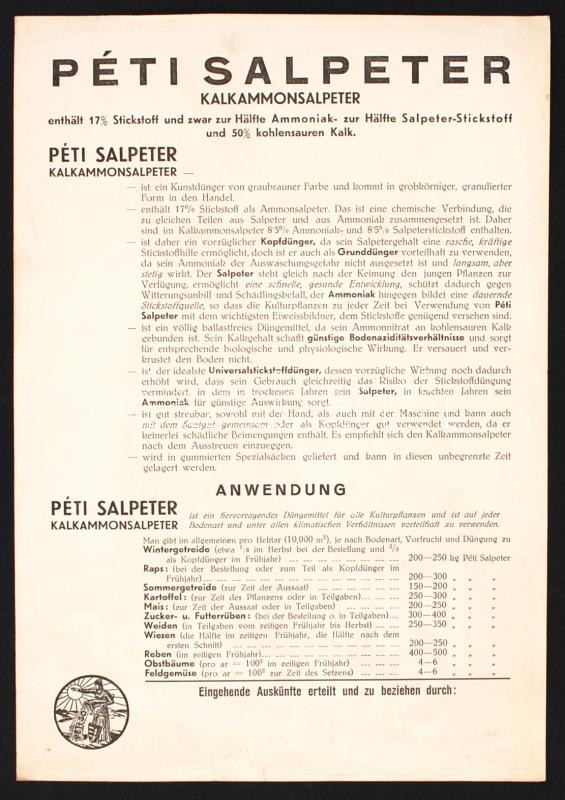 PÉTI SALPETER
KALKAMMONSALPETER
enthält 17% Stickstoff und zwar zur Hälfte Ammoniak- zur Hälfte Salpeter-Stickstoff
und 50% kohlensauren Kalk.
PÉTI SALPETER
KALKAMMONSALPETER —
— ist ein Kunstdünger von graubrauner Farbe und kommt in grobkörniger, granulierter
Form in den Handel.
— enthält 17% Stickstoff als Ammonsalpeter. Das ist eine chemische Verbindung, die
zu gleichen Teilen aus Salpeter und aus Ammoniak zusammengesetzt ist. Daher
sind im Kalkammonsalpeter 8·5% Ammoniak- und 8·5% Salpeterstickstoff enthalten.
— ist daher ein vorzüglicher Kopfdünger, da sein Salpetergehalt eine rasche, kräftige
Stickstoffhilfe ermöglicht, doch ist er auch als Grunddünger vorteilhaft zu verwenden,
da sein Ammoniak der Auswaschungsgefahr nicht ausgesetzt ist und langsam, aber
stetig wirkt. Der Salpeter steht gleich nach der Keimung den jungen Pflanzen zur
Verfügung, ermöglicht eine schnelle, gesunde Entwicklung, schützt dadurch gegen
Witterungsunbill und Schädlingsbefall, der Ammoniak hingegen bildet eine dauernde
Stickstoffquelle, so dass die Kulturpflanzen zu jeder Zeit bei Verwendung von Péti
Salpeter mit dem wichtigsten Eiweissbildner, dem Stickstoffe genügend versehen sind.
— ist ein völlig ballastfreies Düngemittel, da sein Ammonnitrat an kohlensauren Kalk
gebunden ist. Sein Kalkgehalt schafft günstige Bodenaziditätsverhältnisse und sorgt
für entsprechende biologische und physiologische Wirkung. Er versauert und ver-
krustet den Boden nicht.
— ist der idealste Universalstickstoffdünger, dessen vorzügliche Wirkung noch dadurch
erhöht wird, dass sein Gebrauch gleichzeitig das Risiko der Stickstoffdüngung
vermindert, in dem in trockenen Jahren sein Salpeter, in feuchten Jahren sein
Ammoniak für günstige Auswirkung sorgt.
— ist gut streubar, sowohl mit der Hand, als auch mit der Maschine und kann auch
mit dem Saatgut gemeinsam oder als Kopfdünger gut verwendet werden, da er
keinerlei schädliche Beimengungen enthält. Es empfiehlt sich den Kalkammonsalpeter
nach dem Ausstreuen einzueggen.
— wird in gummierten Spezialsäcken geliefert und kann in diesen unbegrenzte Zeit
gelagert werden.
ANWENDUNG
PÉTI SALPETER
KALKAMMONSALPETER
ist ein hervorragendes Düngemittel für alle Kulturpflanzen und ist auf jeder
Bodenart und unter allen klimatischen Verhältnissen vorteilhaft zu verwenden.
Man gibt im allgemeinen pro Hektar (10,000 m²), je nach Bodenart, Vorfrucht und Düngung zu
Wintergetreide (etwa 1/3 im Herbst bei der Bestellung und 2/3
als Kopfdünger im Frühjahr) --- --- --- --- 200—250 kg Péti Salpeter
Raps: (bei der Bestellung oder zum Teil als Kopfdünger im
Frühjahr) --- --- --- --- 200—300 „ „ „
Sommergetreide (zur Zeit der Aussaat) --- --- --- 150—200 „ „ „
Kartoffel: (zur Zeit des Pflanzens oder in Teilgaben) --- --- 250—300 „ „ „
Mais: (zur Zeit der Aussaat oder in Teilgaben) --- --- 200—250 „ „ „
Zucker- u. Futterrüben: (bei der Bestellung o. in Teilgaben) --- 300—400 „ „ „
Weiden (in Teilgaben vom zeitigen Frühjahr bis Herbst) --- --- 250—350 „ „ „
Wiesen (die Hälfte im zeitigen Frühjahr, die Hälfte nach dem
ersten Schnitt) --- --- --- --- 200—250 „ „ „
Reben (im zeitigen Frühjahr) --- --- --- --- 400—500 „ „ „
Obstbäume (pro ar = 100² im zeitigen Frühjahr) --- --- 4—6 „ „ „
Feldgemüse (pro ar = 100² zur Zeit des Setzens) --- --- 4—6 „ „ „
Eingehende Auskünfte erteilt und zu beziehen durch: